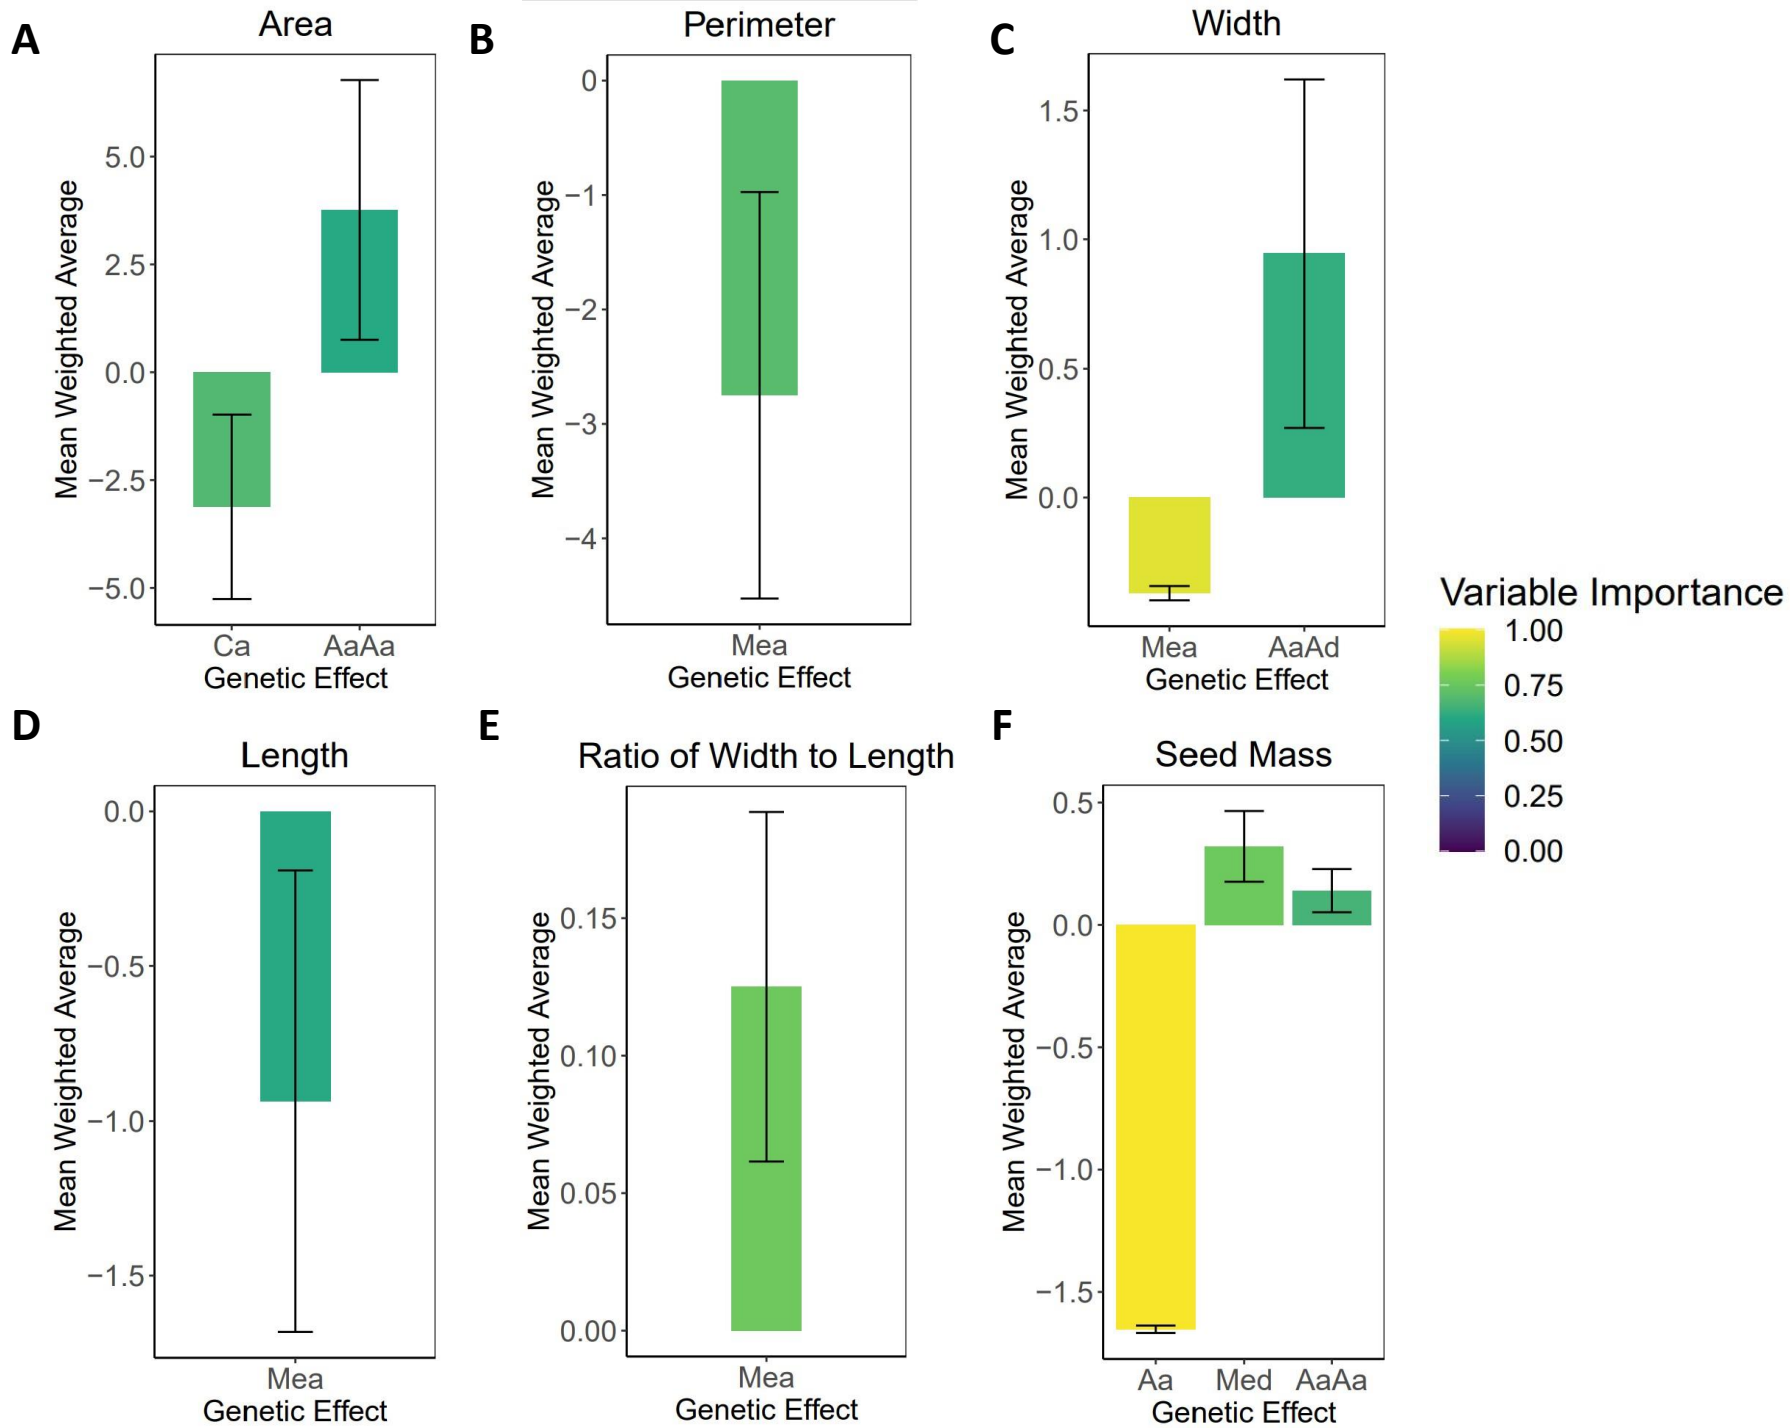 A
Area
Mean Weighted Average
5.0
2.5
0.0
−2.5
−5.0
Ca
AaAa
Genetic Effect
B
Perimeter
Mean Weighted Average
0
−1
−2
−3
−4
Mea
Genetic Effect
C
Width
Mean Weighted Average
1.5
1.0
0.5
0.0
Mea
AaAd
Genetic Effect
Variable Importance
1.00
0.75
0.50
0.25
0.00
D
Length
Mean Weighted Average
0.0
−0.5
−1.0
−1.5
Mea
Genetic Effect
E
Ratio of Width to Length
Mean Weighted Average
0.15
0.10
0.05
0.00
Mea
Genetic Effect
F
Seed Mass
Mean Weighted Average
0.5
0.0
−0.5
−1.0
−1.5
Aa
Med
AaAa
Genetic Effect